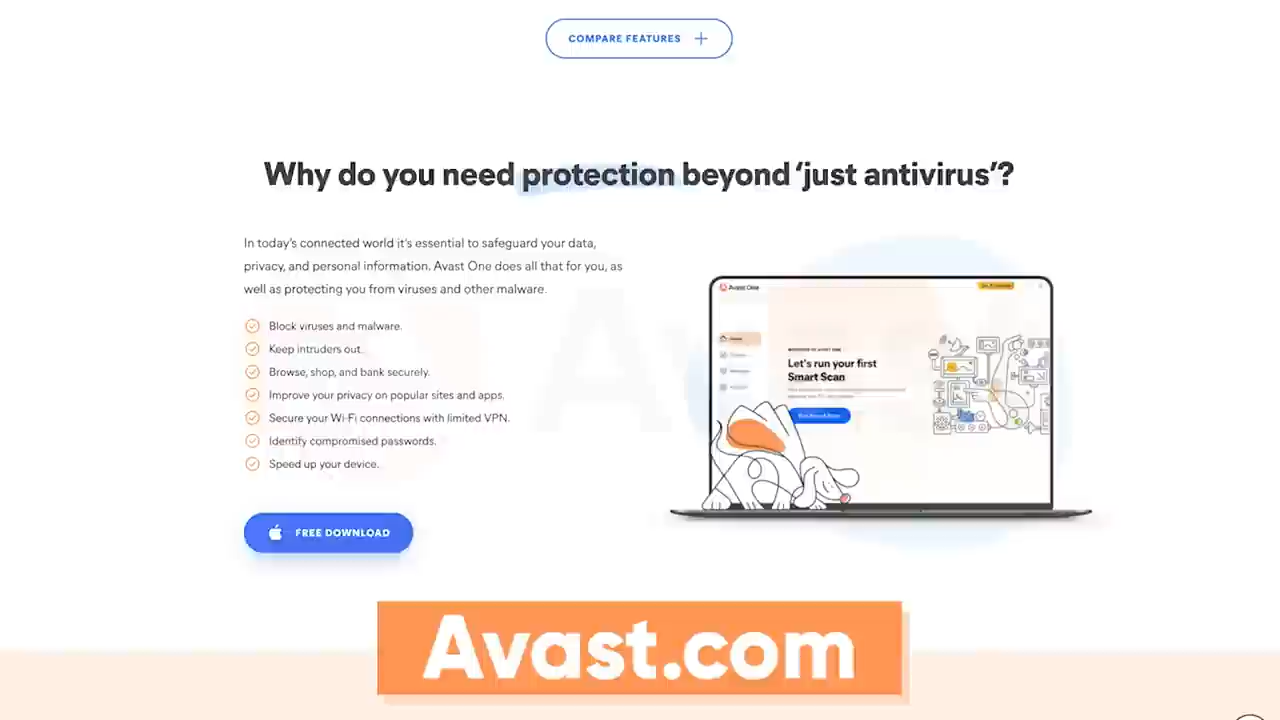 COMPARE FEATURES
Why do you need protection beyond ‘just antivirus’?
In today's connected world it's essential to safeguard your data,
privacy, and personal information. Avast One does all that for you, as
well as protecting you from viruses and other malware.
Block viruses and malware.
Keep intruders out.
Browse, shop, and bank securely.
Improve your privacy on popular sites and apps.
Secure your Wi-Fi connections with limited VPN.
Identify compromised passwords.
Speed up your device.
FREE DOWNLOAD
Avast One
Let's run your first
Smart Scan
Avast.com